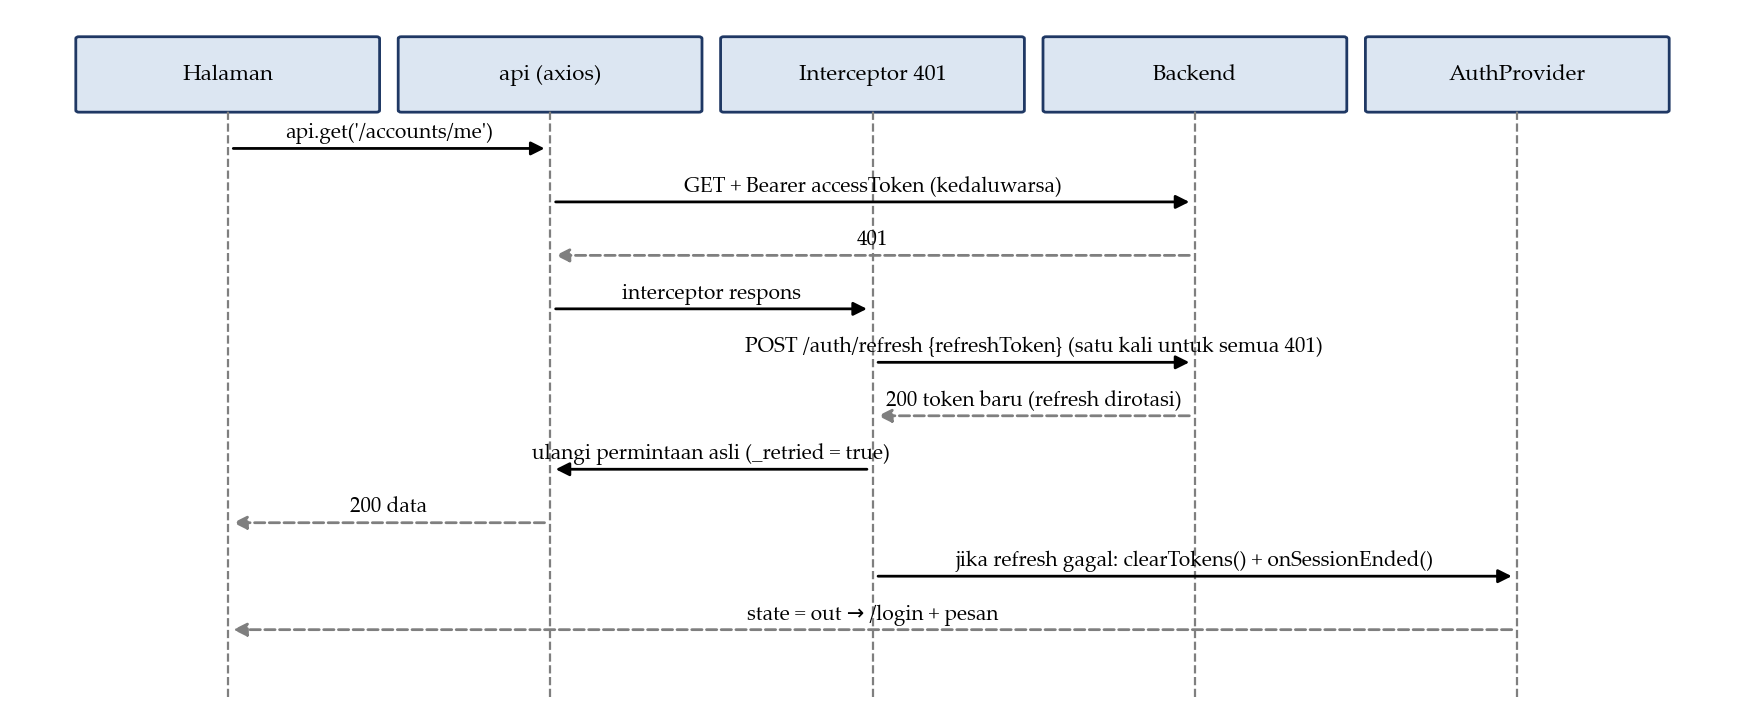 Halaman
api (axios)
Interceptor 401
Backend
AuthProvider
api.get('/accounts/me')
GET + Bearer accessToken (kedaluwarsa)
401
interceptor respons
POST /auth/refresh {refreshToken} (satu kali untuk semua 401)
200 token baru (refresh dirotasi)
ulangi permintaan asli (_retried = true)
200 data
jika refresh gagal: clearTokens() + onSessionEnded()
state = out → /login + pesan